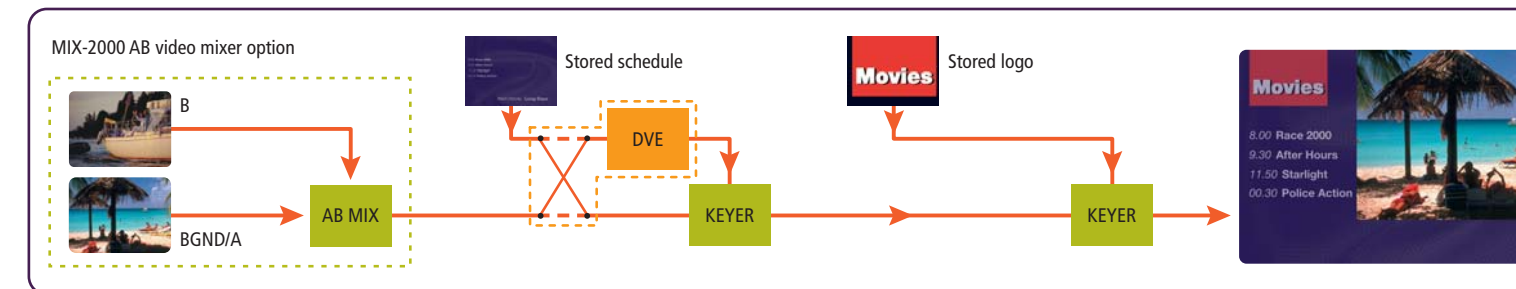 MIX-2000 AB video mixer option
B
BGND/A
AB MIX
Stored schedule
DVE
KEYER
Movies
Stored logo
KEYER
Movies
8.00 Race 2000
9.30 After Hours
11.50 Starlight
00.30 Police Action